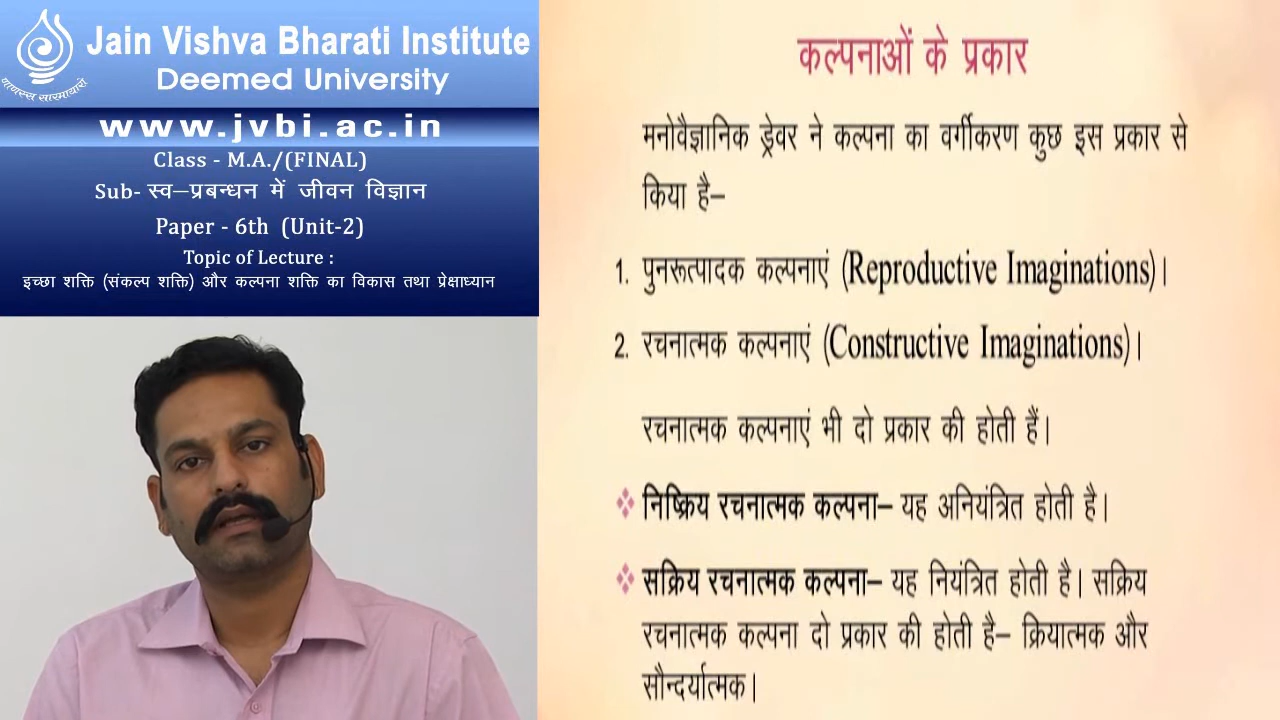 Jain Vishva Bharati Institute
Deemed University
www.jvbi.ac.in
Class - M.A./(FINAL)
Sub- स्व–प्रबन्धन में जीवन विज्ञान
Paper - 6th (Unit-2)
Topic of Lecture :
इच्छा शक्ति (संकल्प शक्ति) और कल्पना शक्ति का विकास तथा प्रेक्षाध्यान
कल्पनाओं के प्रकार
मनोवैज्ञानिक ड्रेवर ने कल्पना का वर्गीकरण कुछ इस प्रकार से
किया है–
1. पुनरूत्पादक कल्पनाएं (Reproductive Imaginations)।
2. रचनात्मक कल्पनाएं (Constructive Imaginations)।
रचनात्मक कल्पनाएं भी दो प्रकार की होती हैं।
❖ निष्क्रिय रचनात्मक कल्पना– यह अनियंत्रित होती है।
❖ सक्रिय रचनात्मक कल्पना– यह नियंत्रित होती है। सक्रिय
रचनात्मक कल्पना दो प्रकार की होती है– क्रियात्मक और
सौन्दर्यात्मक।